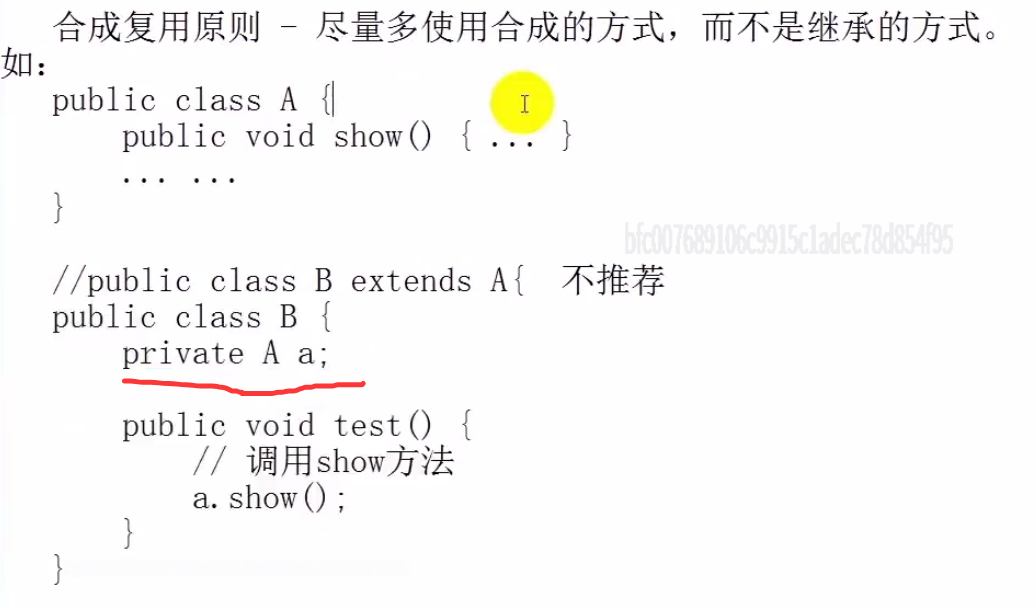 合成复用原则 - 尽量多使用合成的方式，而不是继承的方式。
如：
public class A {
public void show() { ... }
... ...
}
bfc007689106c9915c1adec78d854f95
//public class B extends A{ 不推荐
public class B {
private A a;
public void test() {
// 调用show方法
a.show();
}
}